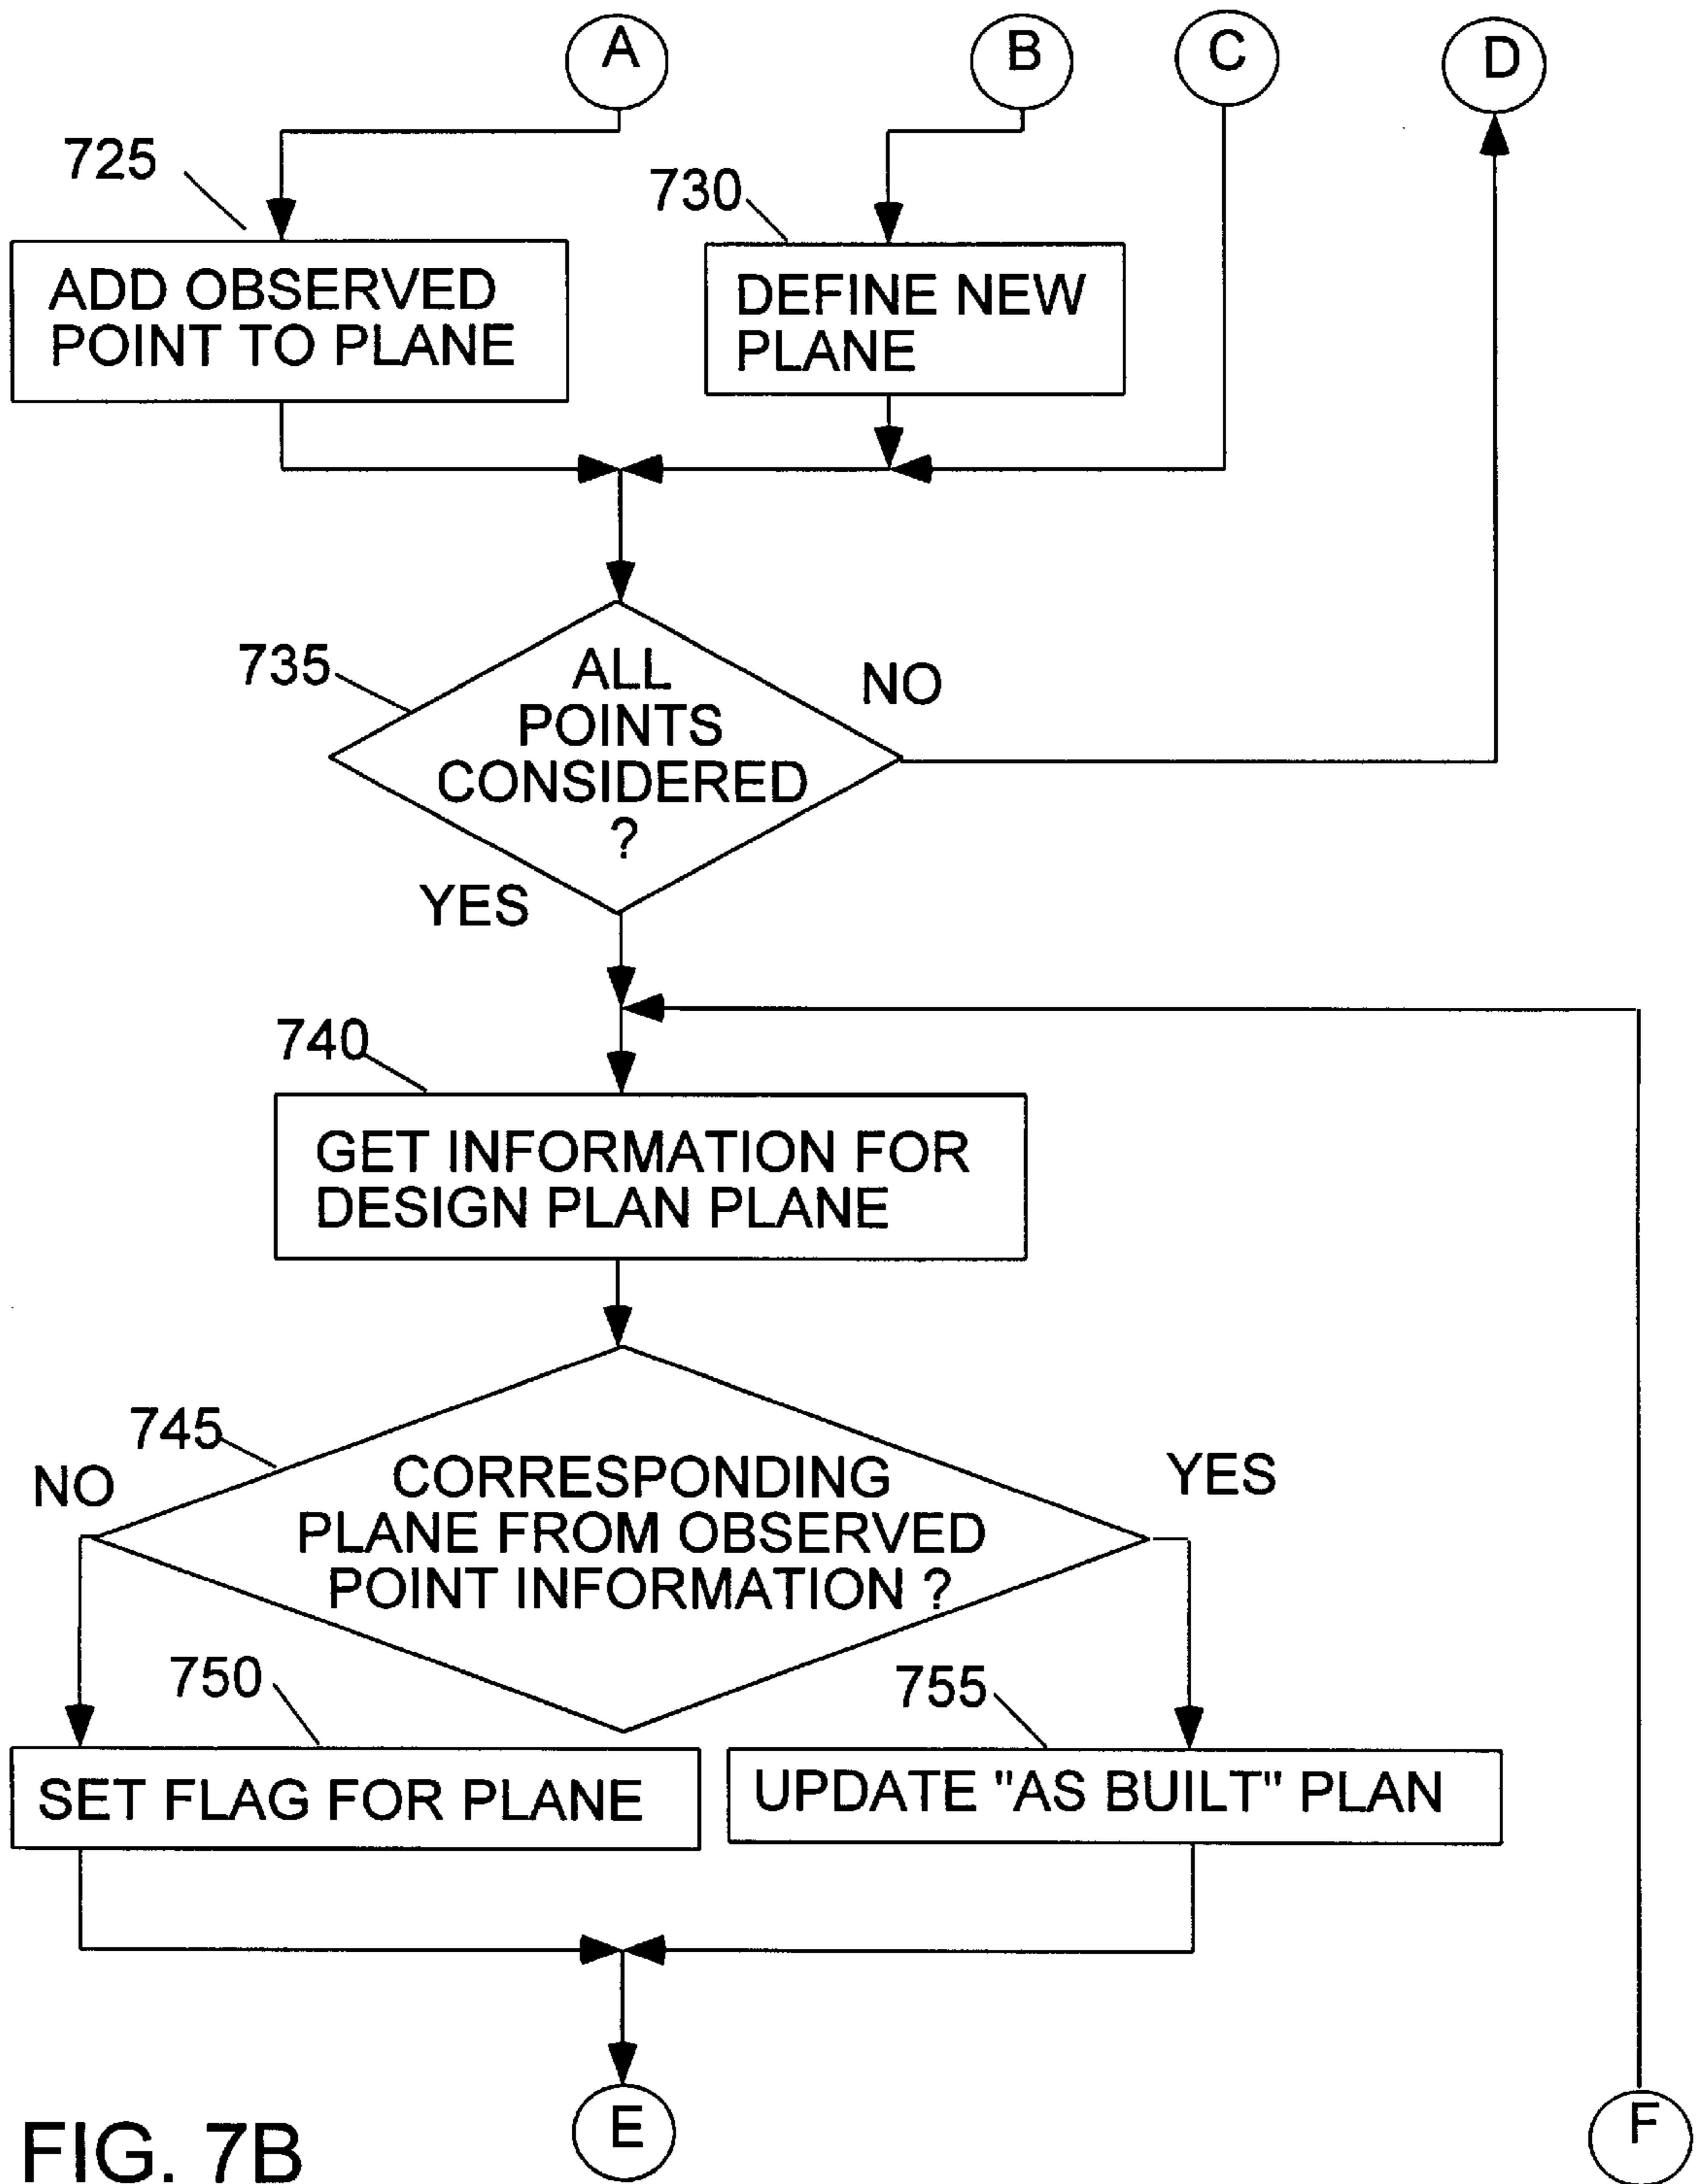 A
B
C
D
725
730
ADD OBSERVED
POINT TO PLANE
DEFINE NEW
PLANE
735
ALL
POINTS
CONSIDERED
?
NO
YES
740
GET INFORMATION FOR
DESIGN PLAN PLANE
745
NO
CORRESPONDING
PLANE FROM OBSERVED
POINT INFORMATION ?
YES
750
755
SET FLAG FOR PLANE
UPDATE "AS BUILT" PLAN
E
F
FIG. 7B